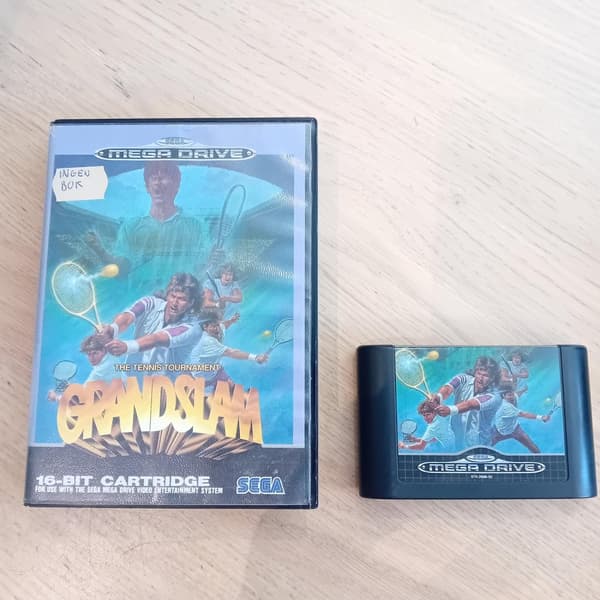 SEGA
MEGA DRIVE
INGEN
BOK
THE TENNIS TOURNAMENT
GRANDSLAM
16-BIT CARTRIDGE
FOR USE WITH THE SEGA MEGA DRIVE VIDEO ENTERTAINMENT SYSTEM
SEGA
SEGA
MEGA DRIVE